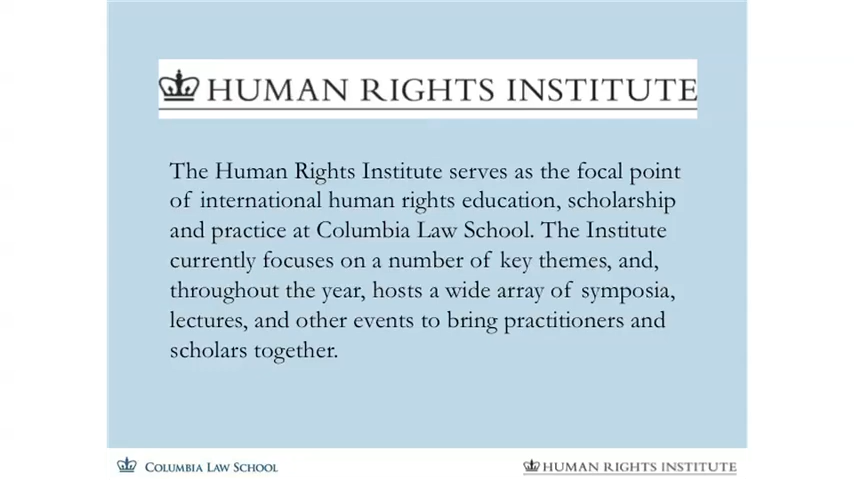 HUMAN RIGHTS INSTITUTE
The Human Rights Institute serves as the focal point
of international human rights education, scholarship
and practice at Columbia Law School. The Institute
currently focuses on a number of key themes, and,
throughout the year, hosts a wide array of symposia,
lectures, and other events to bring practitioners and
scholars together.
COLUMBIA LAW SCHOOL
HUMAN RIGHTS INSTITUTE